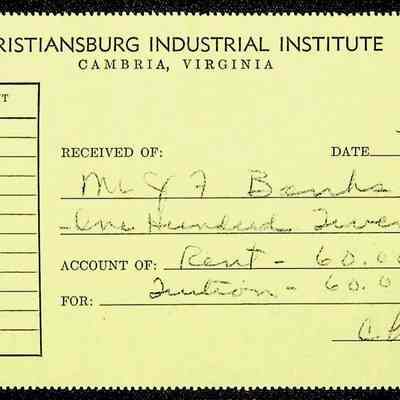 RISTIANSBURG INDUSTRIAL INSTITUTE
CAMBRIA, VIRGINIA
T
RECEIVED OF: DATE
M & F Banks
One Hundred Twen
ACCOUNT OF: Rent - 60.00
FOR: Tuition - 60.0